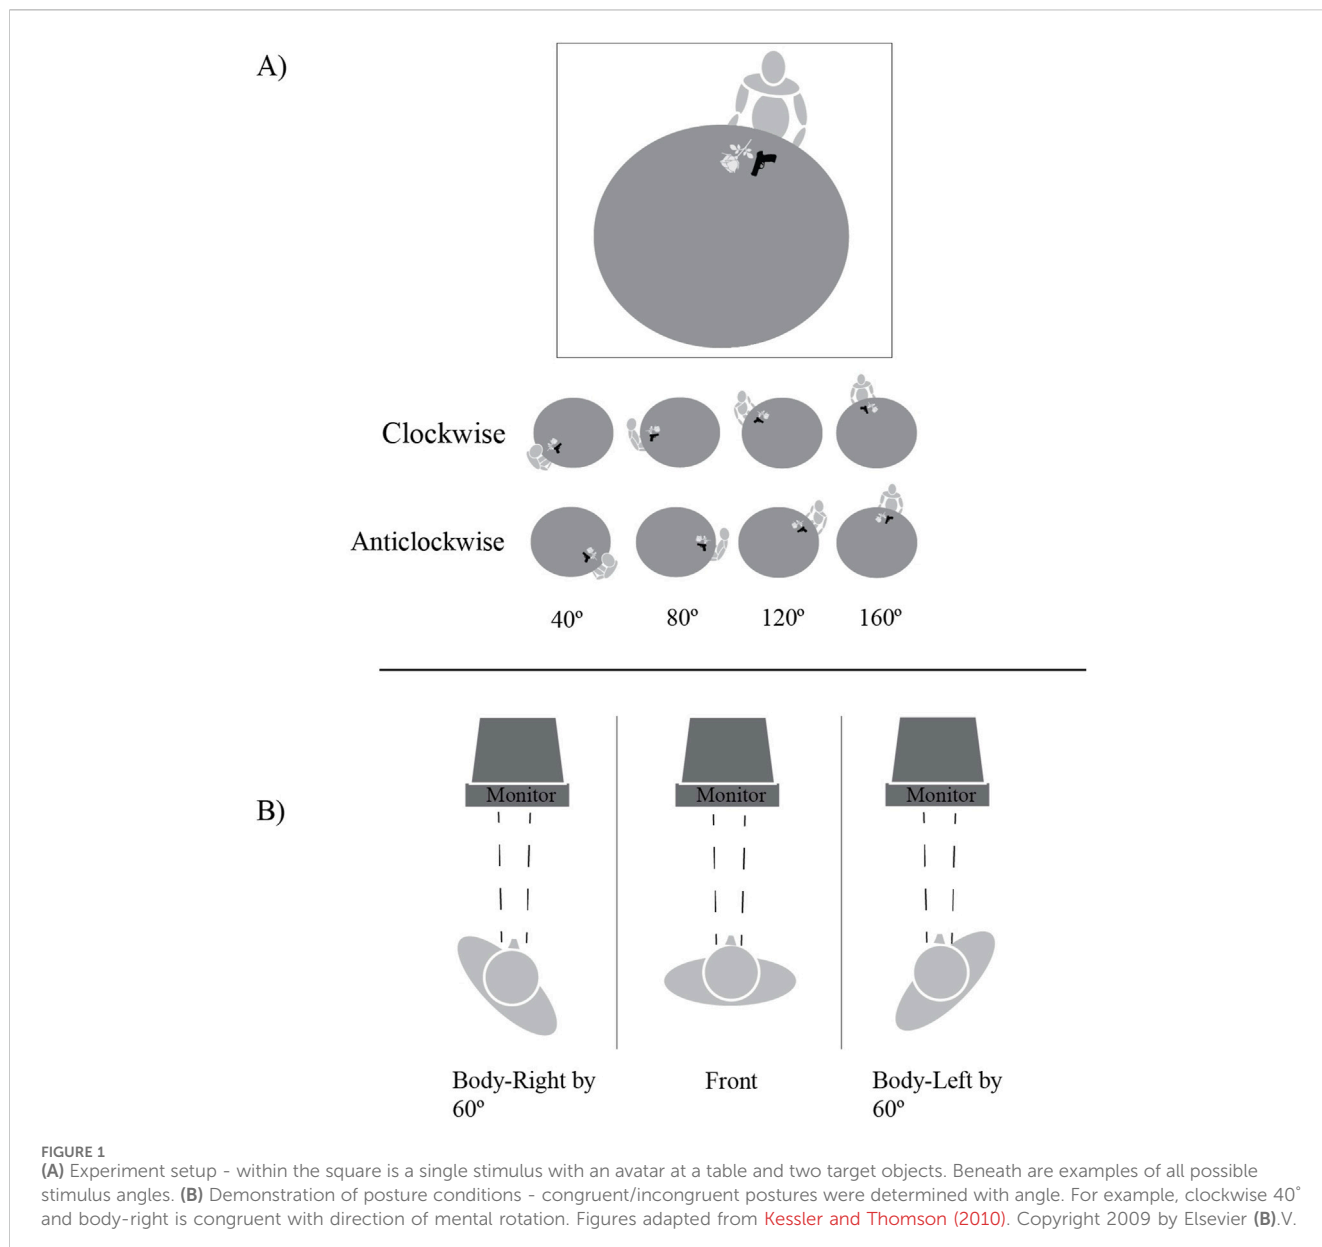 A)
Clockwise
Anticlockwise
40º 80º 120º 160º
B)
Monitor Monitor Monitor
Body-Right by
60º
Front
Body-Left by
60º
FIGURE 1
(A) Experiment setup - within the square is a single stimulus with an avatar at a table and two target objects. Beneath are examples of all possible
stimulus angles. (B) Demonstration of posture conditions - congruent/incongruent postures were determined with angle. For example, clockwise 40˚
and body-right is congruent with direction of mental rotation. Figures adapted from Kessler and Thomson (2010). Copyright 2009 by Elsevier (B).V.